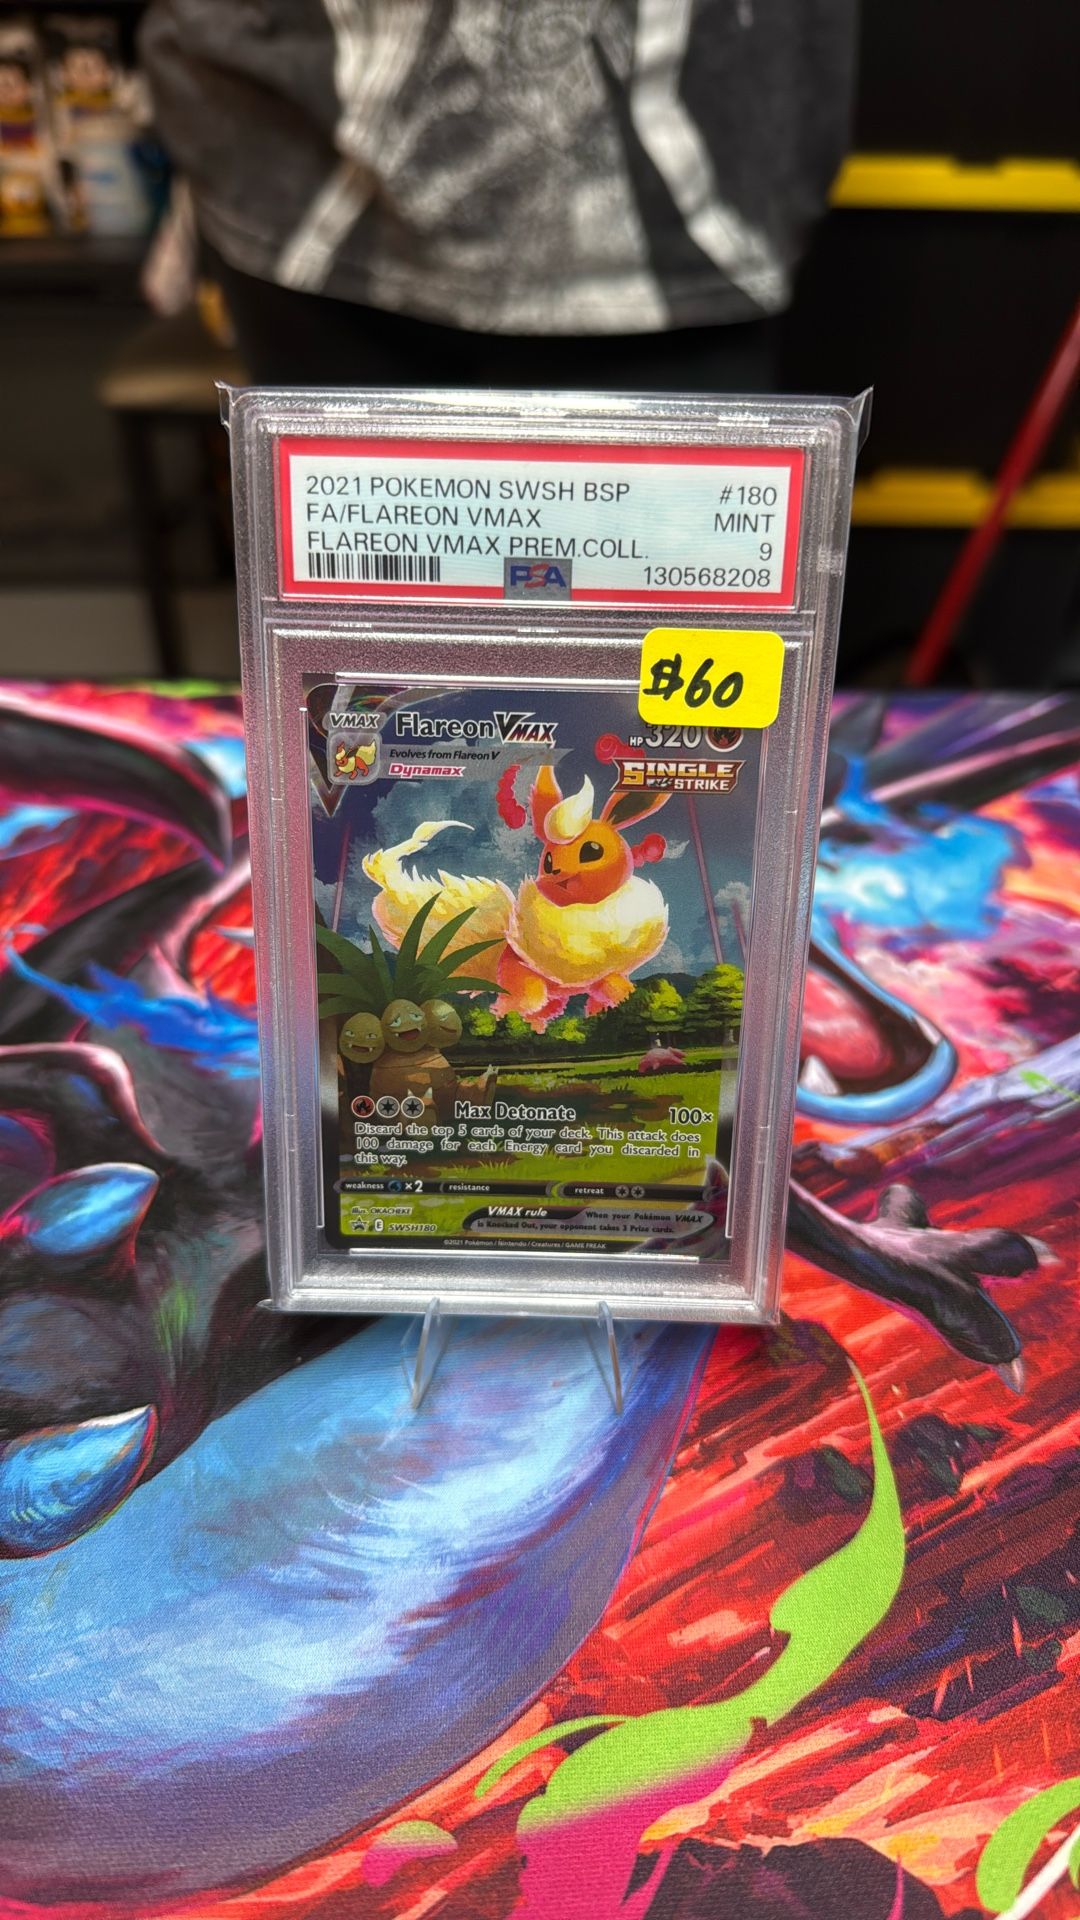 2021 POKEMON SWSH BSP #180
FA/FLAREON VMAX MINT
FLAREON VMAX PREM.COLL. 9
PSA 130568208
$60
VMAX Flareon VMAX HP 320
Evolves from Flareon V
Dynamax
SINGLE
STRIKE
Max Detonate 100×
Discard the top 5 cards of your deck. This attack does
100 damage for each Energy card you discarded in
this way.
weakness ×2 resistance retreat
VMAX rule When your Pokémon VMAX
is Knocked Out, your opponent takes 3 Prize cards.
Illus. OKACHEKE
E SWSH180
©2021 Pokémon / Nintendo / Creatures / GAME FREAK